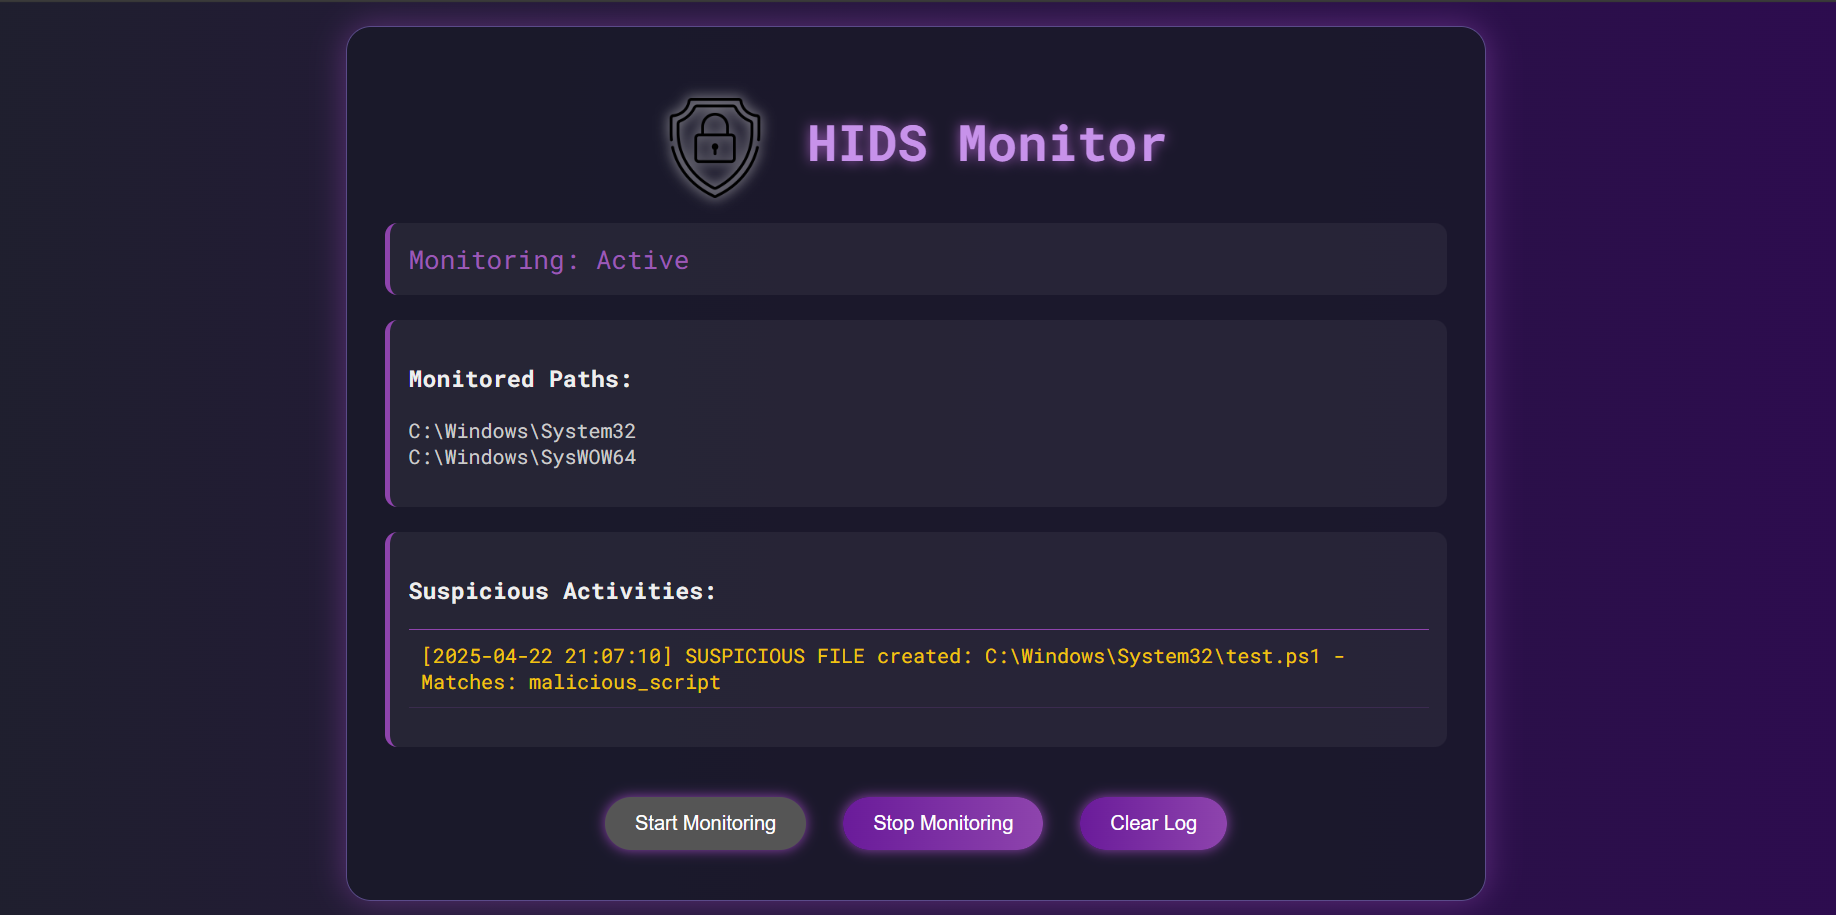 HIDS Monitor
Monitoring: Active
Monitored Paths:
C:\Windows\System32
C:\Windows\SysWOW64
Suspicious Activities:
[2025-04-22 21:07:10] SUSPICIOUS FILE created: C:\Windows\System32\test.ps1 -
Matches: malicious_script
Start Monitoring
Stop Monitoring
Clear Log